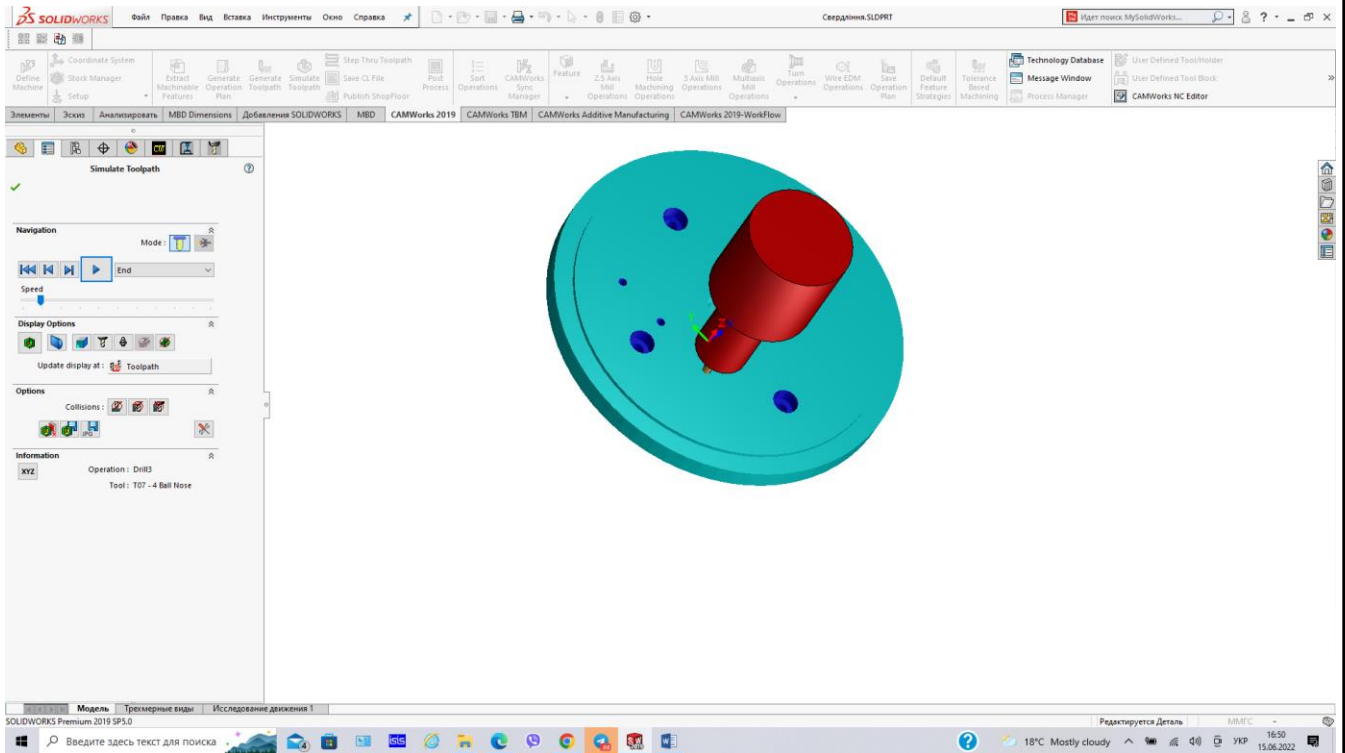 SOLIDWORKS Файл Правка Вид Вставка Инструменты Окно Справка Свердління.SLDPRT Идет поиск MySolidWorks...
Define Machine Coordinate System Stock Manager Setup Extract Machinable Features Generate Operation Plan Generate Toolpath Simulate Toolpath Step Thru Toolpath Save CL File Publish ShopFloor Post Process Sort Operations CAMWorks Sync Manager Feature 2.5 Axis Mill Operations Hole Machining Operations 3 Axis Mill Operations Multiaxis Mill Operations Turn Operations Wire EDM Operations Save Operation Plan Default Feature Strategies Tolerance Based Machining Technology Database Message Window Process Manager User Defined Tool/Holder User Defined Tool Block: CAMWorks NC Editor
Элементы Эскиз Анализировать MBD Dimensions Добавления SOLIDWORKS MBD CAMWorks 2019 CAMWorks TBM CAMWorks Additive Manufacturing CAMWorks 2019-WorkFlow
Simulate Toolpath
Navigation
Mode :
End
Speed
Display Options
Update display at : Toolpath
Options
Collisions :
JPG
Information
XYZ Operation : Drill3
Tool : T07 - 4 Ball Nose
Y Z
Модель Трехмерные виды Исследование движения 1
SOLIDWORKS Premium 2019 SP5.0 Редактируется Деталь ММГС -
Введите здесь текст для поиска 18°C Mostly cloudy УКР 16:50
15.06.2022